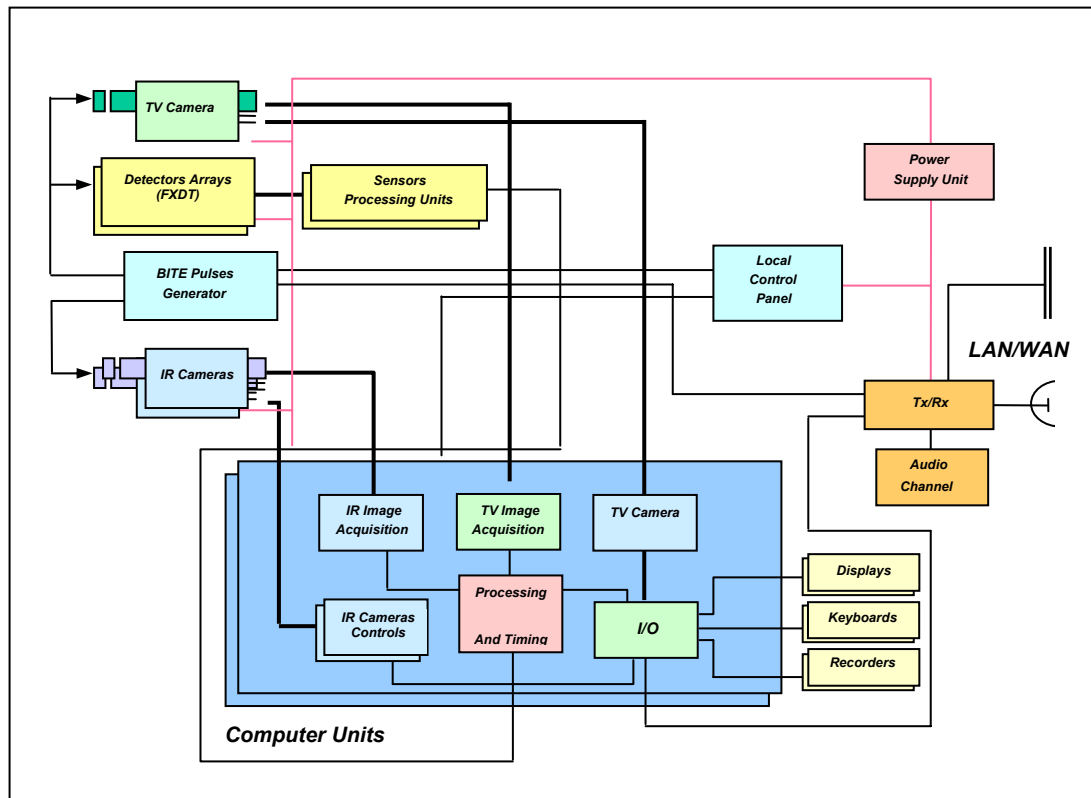 TV Camera
Detectors Arrays
(FXDT)
Sensors
Processing Units
Power
Supply Unit
BITE Pulses
Generator
Local
Control
Panel
LAN/WAN
IR Cameras
Tx/Rx
Audio
Channel
IR Image
Acquisition
TV Image
Acquisition
TV Camera
Displays
Processing
And Timing
I/O
Keyboards
IR Cameras
Controls
Recorders
Computer Units